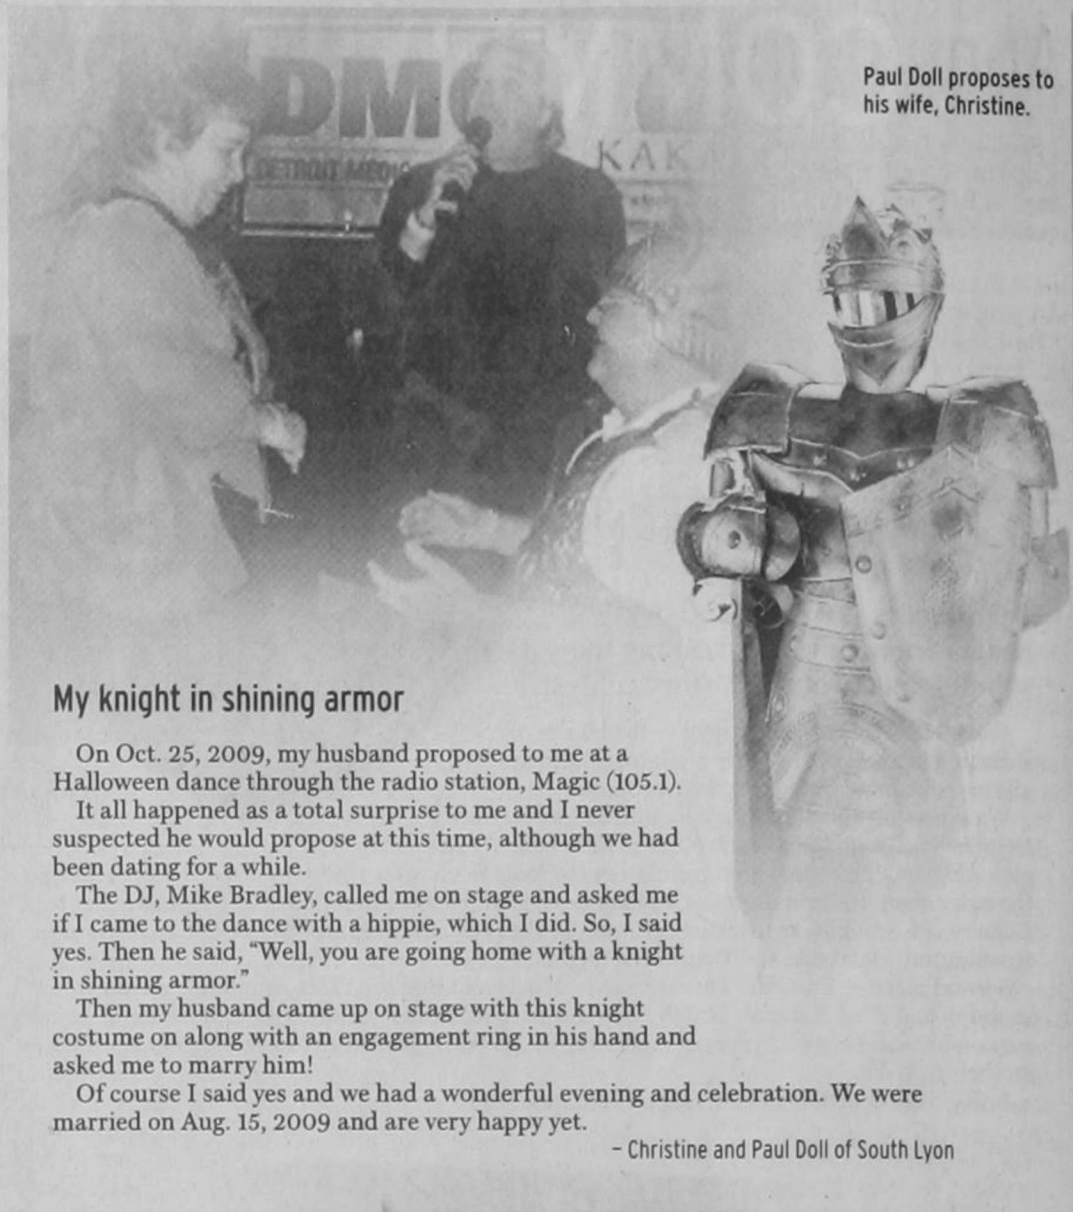 DMC
DETROIT MEDIC
KAKA
Paul Doll proposes to
his wife, Christine.
My knight in shining armor
On Oct. 25, 2009, my husband proposed to me at a
Halloween dance through the radio station, Magic (105.1).
It all happened as a total surprise to me and I never
suspected he would propose at this time, although we had
been dating for a while.
The DJ, Mike Bradley, called me on stage and asked me
if I came to the dance with a hippie, which I did. So, I said
yes. Then he said, “Well, you are going home with a knight
in shining armor.”
Then my husband came up on stage with this knight
costume on along with an engagement ring in his hand and
asked me to marry him!
Of course I said yes and we had a wonderful evening and celebration. We were
married on Aug. 15, 2009 and are very happy yet.
– Christine and Paul Doll of South Lyon